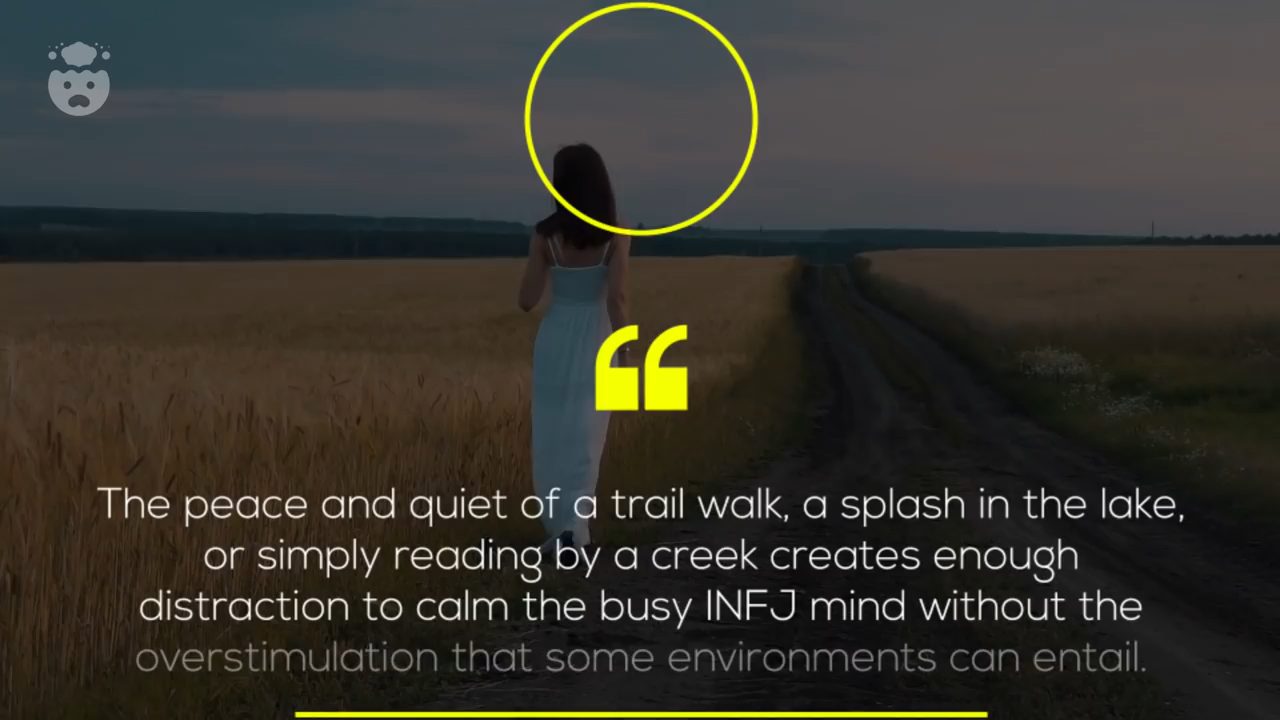 The peace and quiet of a trail walk, a splash in the lake,
or simply reading by a creek creates enough
distraction to calm the busy INFJ mind without the
overstimulation that some environments can entail.